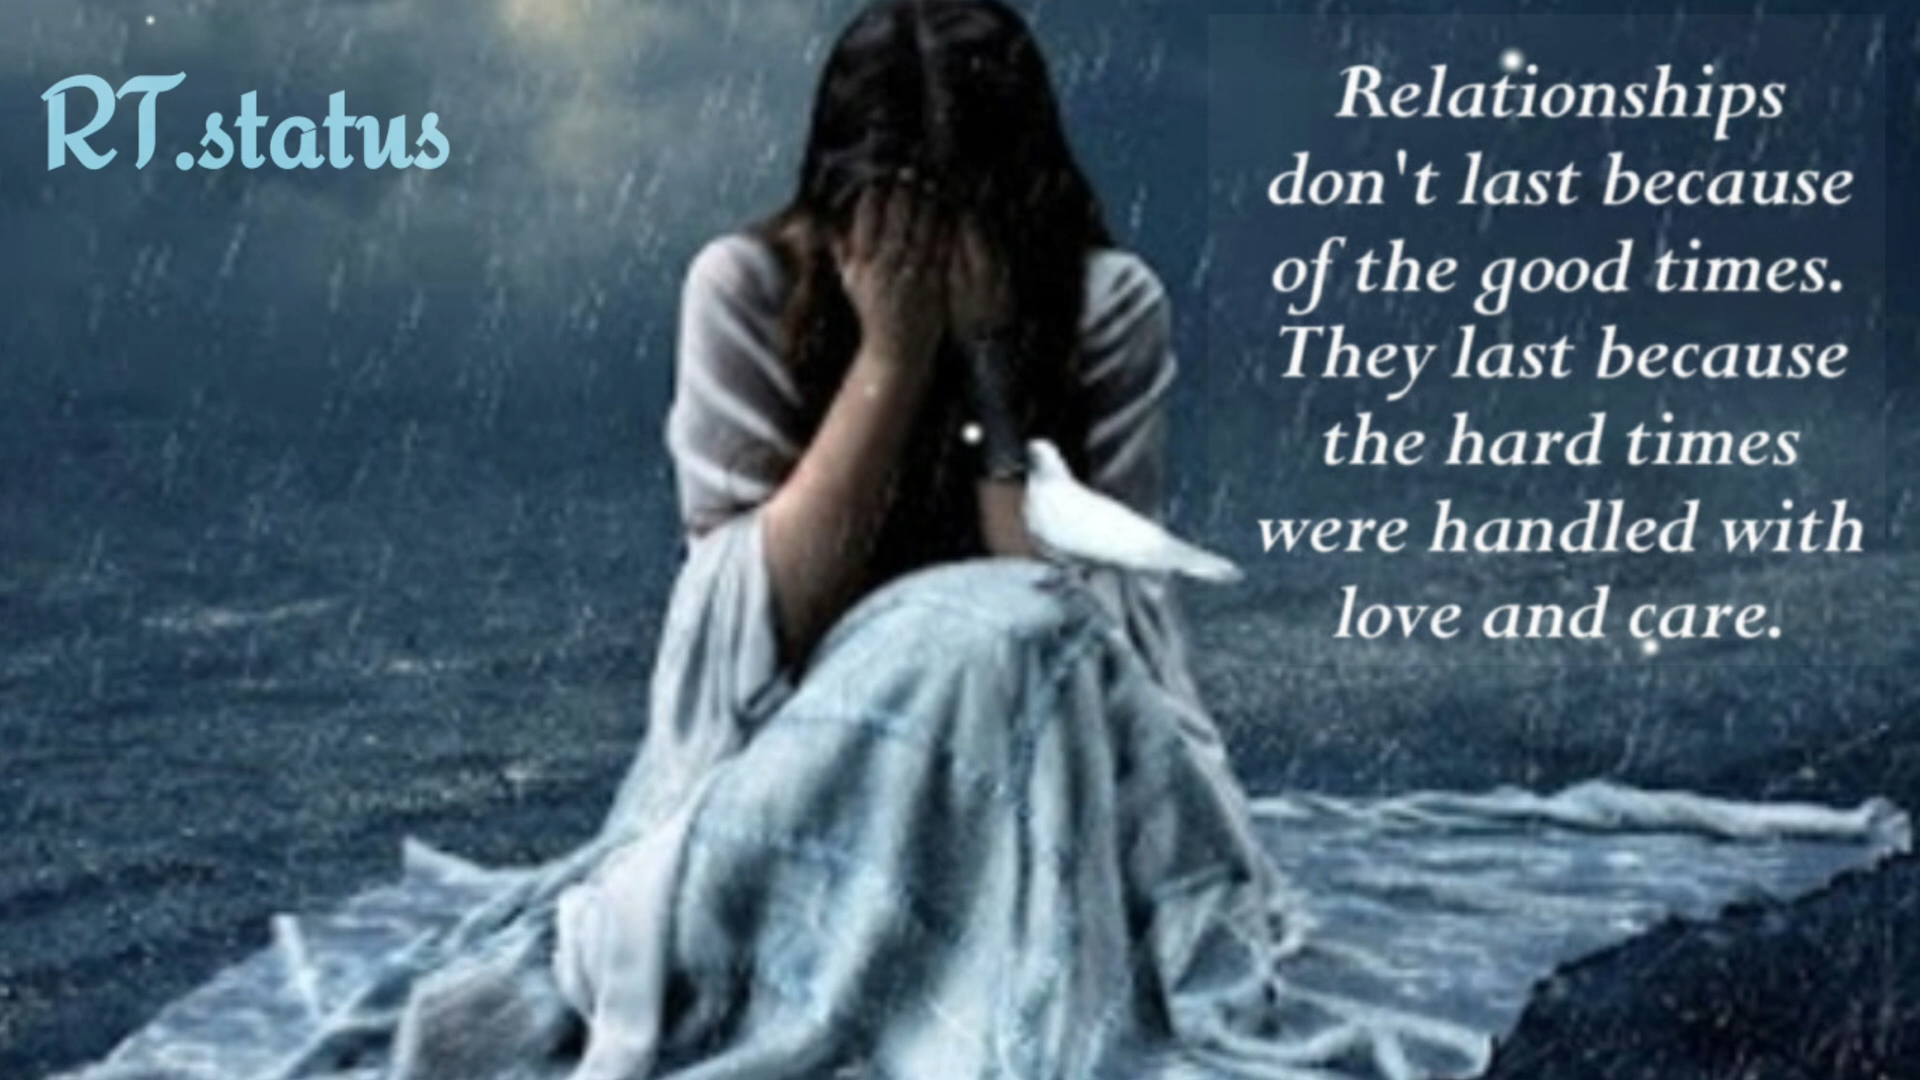 RT.status
Relationships
don't last because
of the good times.
They last because
the hard times
were handled with
love and care.